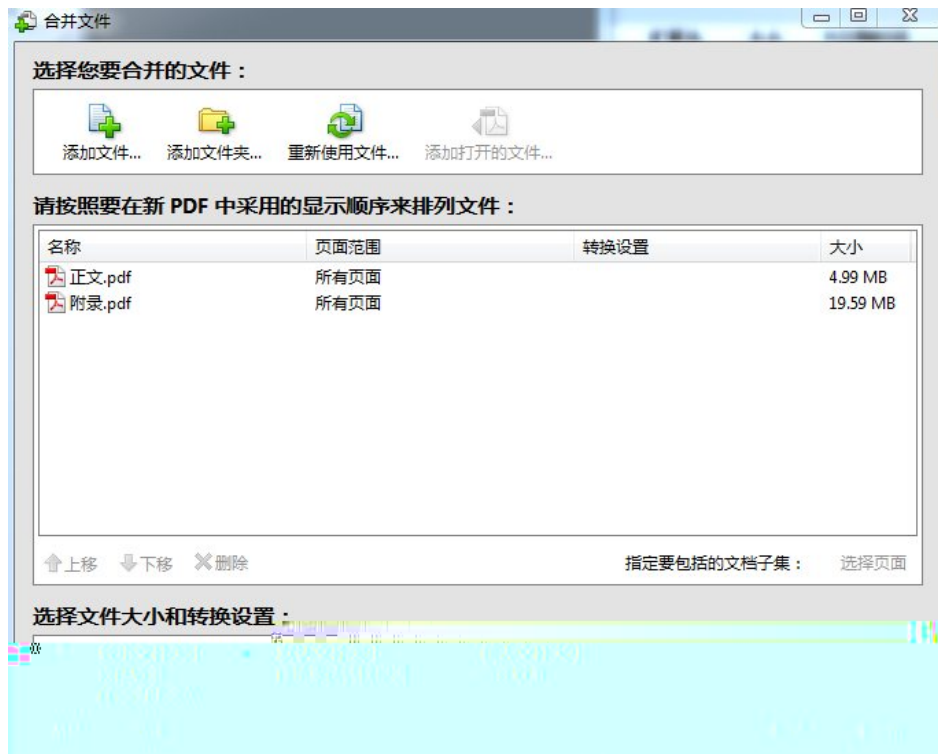 合并文件
选择您要合并的文件：
添加文件... 添加文件夹... 重新使用文件... 添加打开的文件...
请按照要在新 PDF 中采用的显示顺序来排列文件：
名称 页面范围 转换设置 大小
正文.pdf 所有页面 4.99 MB
附录.pdf 所有页面 19.59 MB
上移 下移 删除 指定要包括的文档子集： 选择页面
选择文件大小和转换设置：